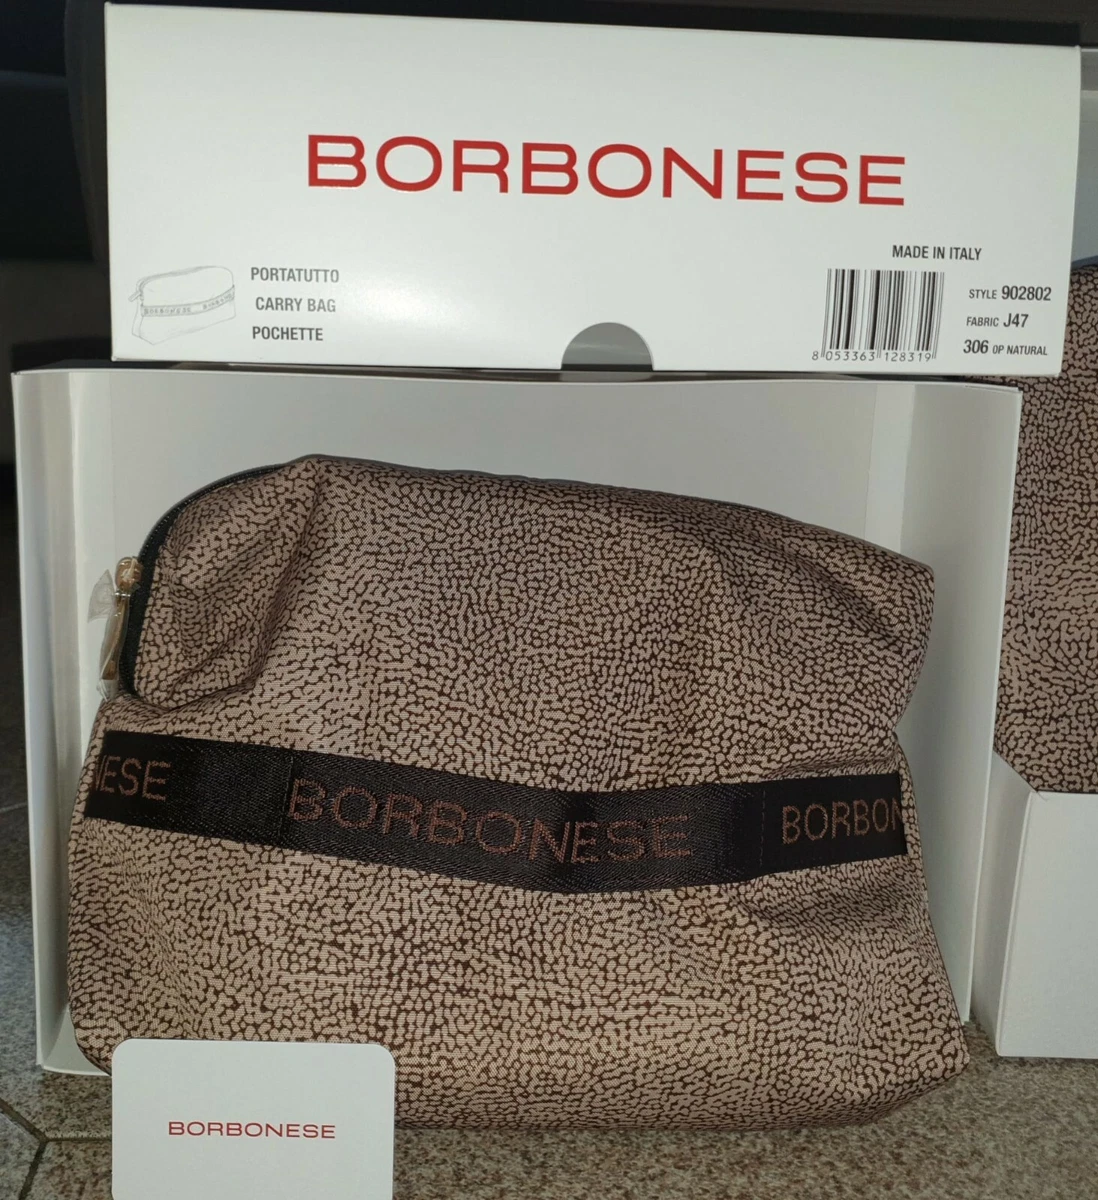 BORBONESE
MADE IN ITALY
PORTATUTTO
CARRY BAG
POCHETTE
STYLE 902802
FABRIC J47
306 OP NATURAL
8 053363 128319
NESE BORBONESE BORBON
BORBONESE